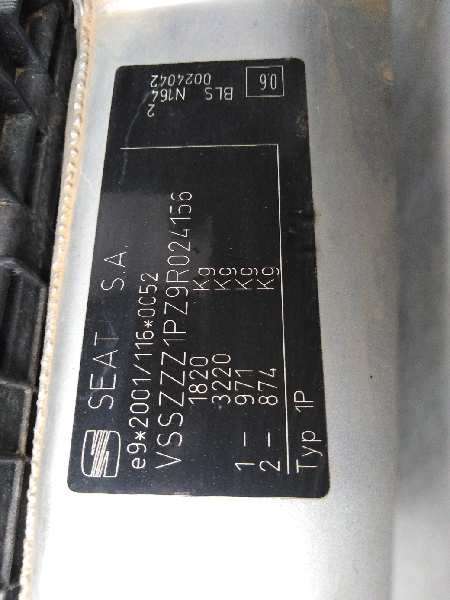 SEAT S.A.
e9*2001/116*0052
VSSZZZ1PZ9R024156
1820 Kg
3220 Kg
1 - 971 Kg
2 - 874 Kg
Typ 1P
06
BLS N164 2
0024042